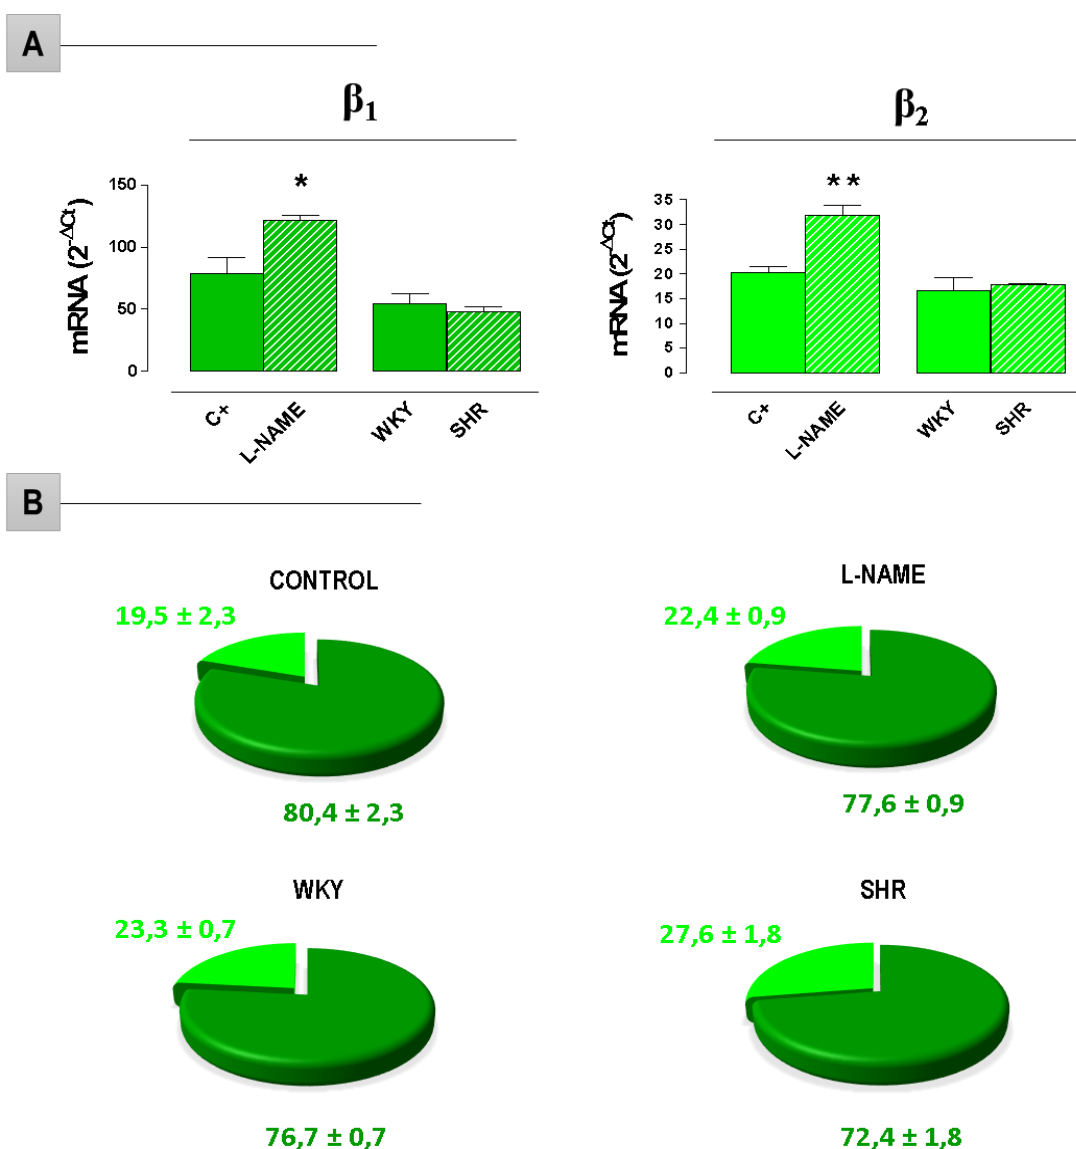 A
β1
β2
mRNA (2-ΔCt)
150
100
50
0
*
C+
L-NAME
WKY
SHR
mRNA (2-ΔCt)
35
30
25
20
15
10
5
0
**
C+
L-NAME
WKY
SHR
B
CONTROL
19,5 ± 2,3
80,4 ± 2,3
L-NAME
22,4 ± 0,9
77,6 ± 0,9
WKY
23,3 ± 0,7
76,7 ± 0,7
SHR
27,6 ± 1,8
72,4 ± 1,8